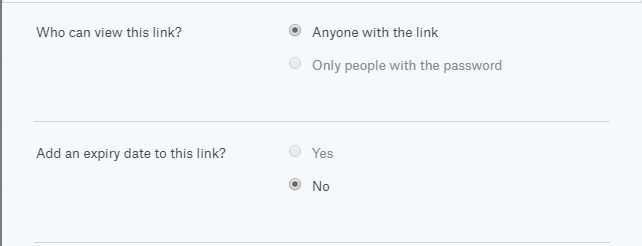 Who can view this link?
Anyone with the link
Only people with the password
Add an expiry date to this link?
Yes
No